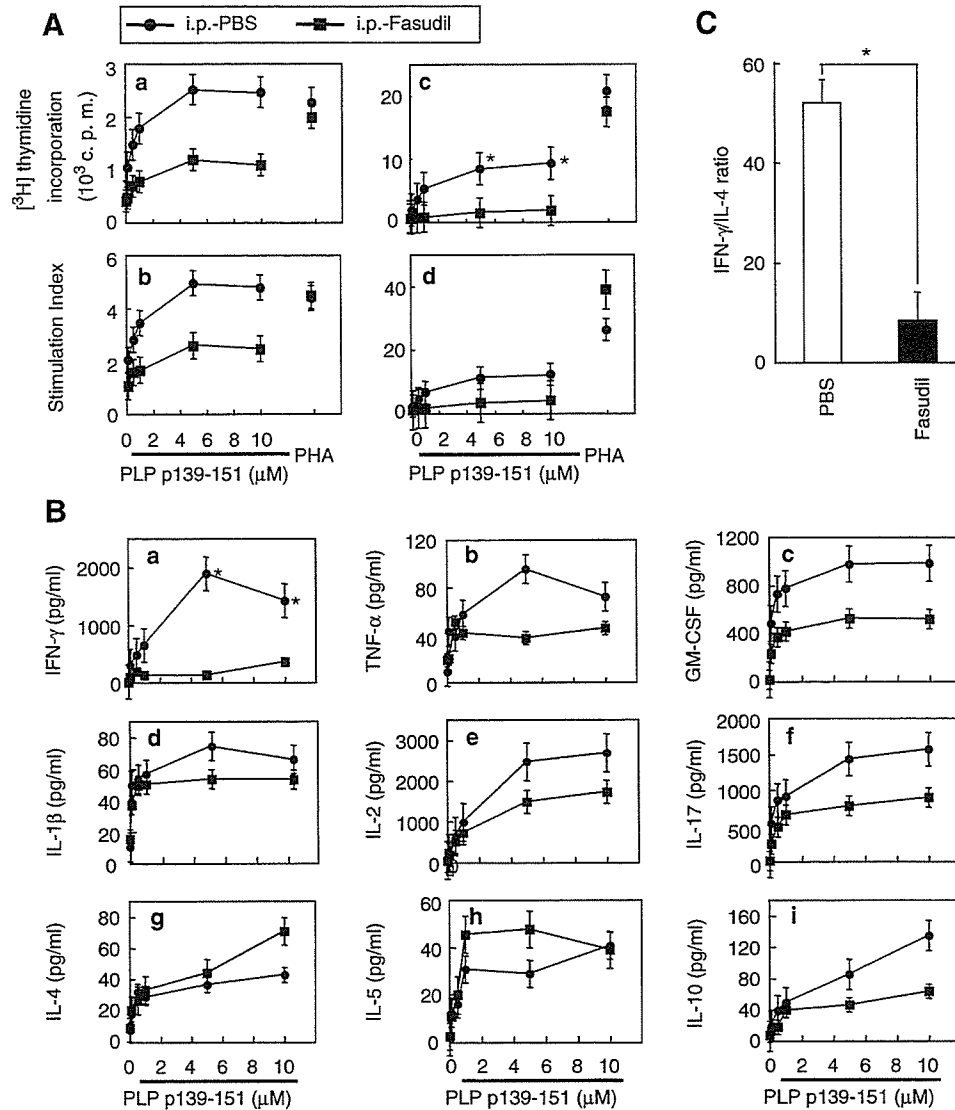 i.p.-PBS i.p.-Fasudil
A
[³H] thymidine
incorporation
(10³ c. p. m.)
3
2
1
0
a
20
10
0
c
Stimulation Index
6
4
2
0
b
40
20
0
d
0 2 4 6 8 10
PHA
PLP p139-151 (μM)
0 2 4 6 8 10
PHA
PLP p139-151 (μM)
C
*
IFN-γ/IL-4 ratio
60
40
20
0
PBS
Fasudil
B
IFN-γ (pg/ml)
2000
1000
0
a
*
*
TNF-α (pg/ml)
120
80
40
0
b
GM-CSF (pg/ml)
1200
800
400
0
c
IL-1β (pg/ml)
80
60
40
20
0
d
IL-2 (pg/ml)
3000
2000
1000
0
e
IL-17 (pg/ml)
2000
1500
1000
500
0
f
IL-4 (pg/ml)
80
60
40
20
0
g
IL-5 (pg/ml)
60
40
20
0
h
IL-10 (pg/ml)
160
120
80
40
0
i
0 2 4 6 8 10
PLP p139-151 (μM)
0 2 4 6 8 10
PLP p139-151 (μM)
0 2 4 6 8 10
PLP p139-151 (μM)